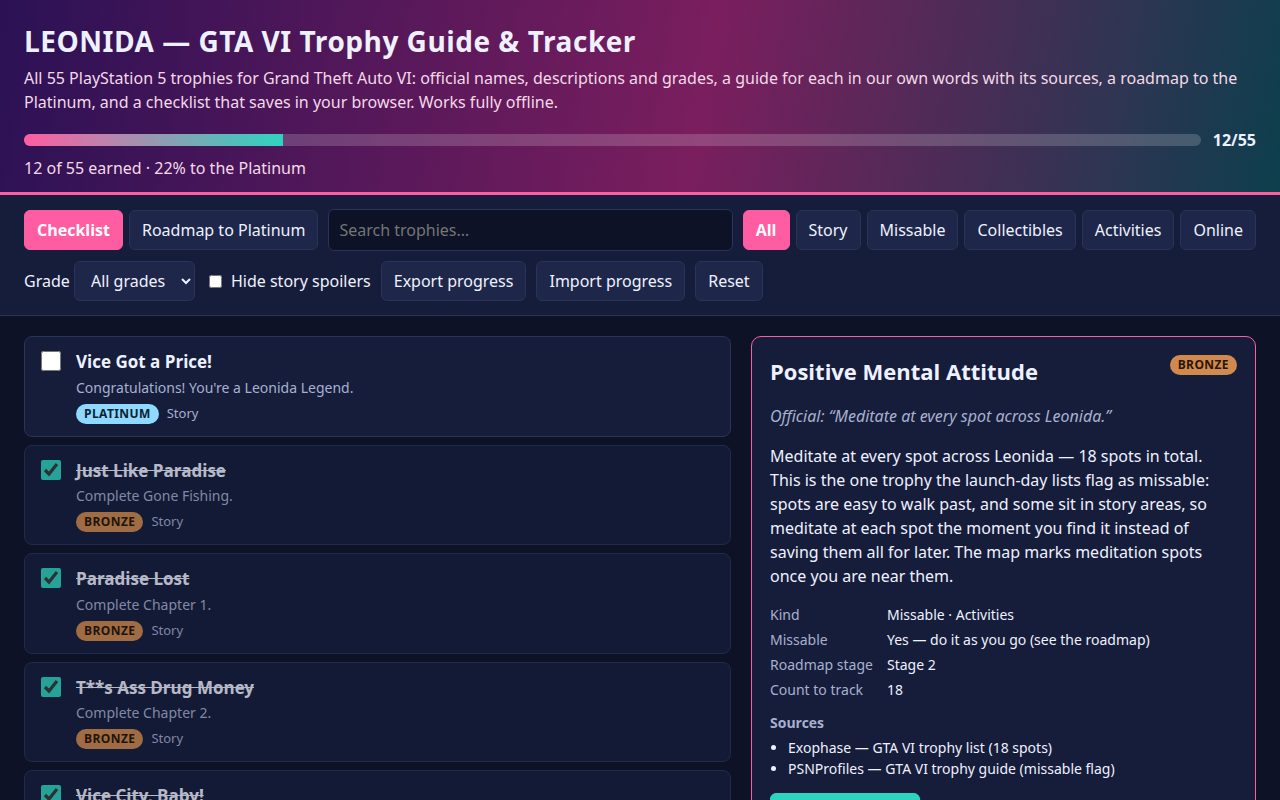 LEONIDA — GTA VI Trophy Guide & Tracker
All 55 PlayStation 5 trophies for Grand Theft Auto VI: official names, descriptions and grades, a guide for each in our own words with its sources, a roadmap to the
Platinum, and a checklist that saves in your browser. Works fully offline.
12/55
12 of 55 earned · 22% to the Platinum
Checklist
Roadmap to Platinum
Search trophies...
All
Story
Missable
Collectibles
Activities
Online
Grade
All grades
Hide story spoilers
Export progress
Import progress
Reset
Vice Got a Price!
Congratulations! You're a Leonida Legend.
PLATINUM Story
Just Like Paradise
Complete Gone Fishing.
BRONZE Story
Paradise Lost
Complete Chapter 1.
BRONZE Story
T**s Ass Drug Money
Complete Chapter 2.
BRONZE Story
Vice City, Baby!
Positive Mental Attitude
BRONZE
Official: “Meditate at every spot across Leonida.”
Meditate at every spot across Leonida — 18 spots in total.
This is the one trophy the launch-day lists flag as missable:
spots are easy to walk past, and some sit in story areas, so
meditate at each spot the moment you find it instead of
saving them all for later. The map marks meditation spots
once you are near them.
Kind Missable · Activities
Missable Yes — do it as you go (see the roadmap)
Roadmap stage Stage 2
Count to track 18
Sources
• Exophase — GTA VI trophy list (18 spots)
• PSNProfiles — GTA VI trophy guide (missable flag)